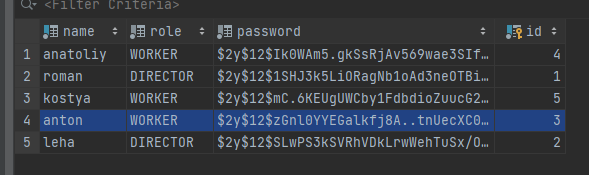 <Filter Criteria>
name role password id
1 anatoliy WORKER $2y$12$Ik0WAm5.gkSsRjAv569wae3SIf… 4
2 roman DIRECTOR $2y$12$1SHJ3k5LiORagNb1oAd3neOTBi… 1
3 kostya WORKER $2y$12$mC.6KEUgUWCby1FdbdioZuucG2… 5
4 anton WORKER $2y$12$zGnl0YYEGalkfj8A..tnUecXC0… 3
5 leha DIRECTOR $2y$12$SLwPS3kSVRhVDkLrwWehTuSx/O… 2